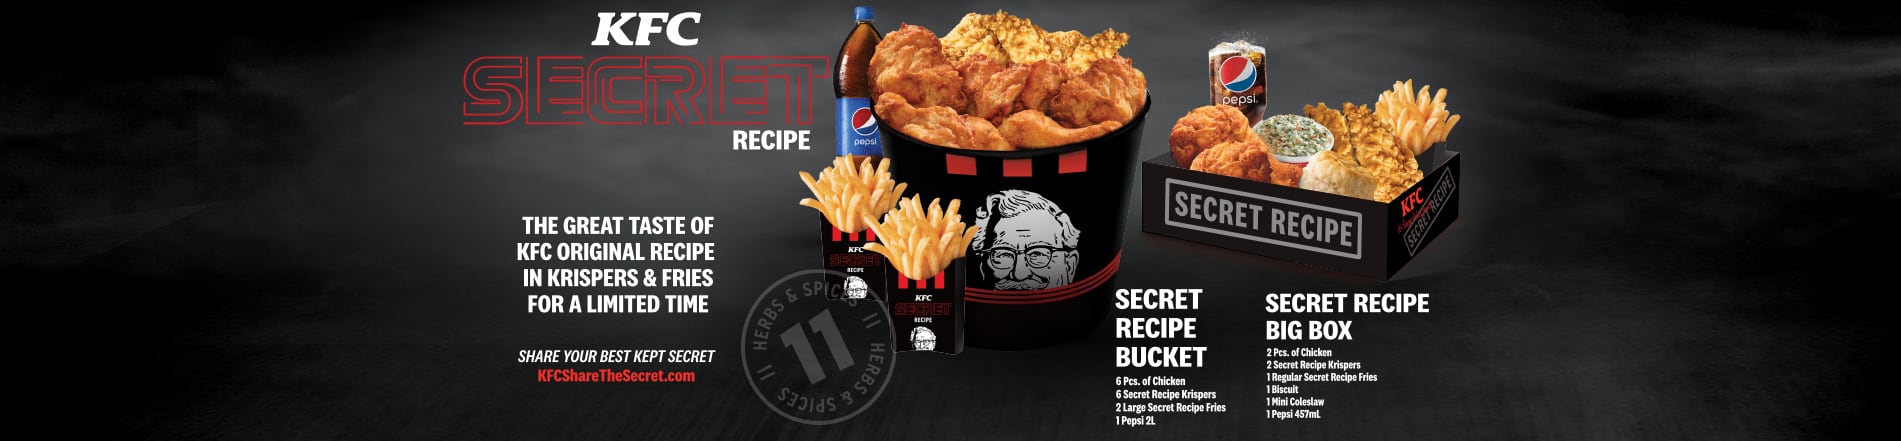 KFC
SECRET
RECIPE
THE GREAT TASTE OF
KFC ORIGINAL RECIPE
IN KRISPERS & FRIES
FOR A LIMITED TIME
SHARE YOUR BEST KEPT SECRET
KFCShareTheSecret.com
pepsi
KFC
SECRET
RECIPE
KFC
SECRET
RECIPE
11 HERBS & SPICES
11
11 HERBS & SPICES
pepsi
SECRET RECIPE
KFC
SECRET RECIPE
SECRET
RECIPE
BUCKET
6 Pcs. of Chicken
6 Secret Recipe Krispers
2 Large Secret Recipe Fries
1 Pepsi 2L
SECRET RECIPE
BIG BOX
2 Pcs. of Chicken
2 Secret Recipe Krispers
1 Regular Secret Recipe Fries
1 Biscuit
1 Mini Coleslaw
1 Pepsi 457mL